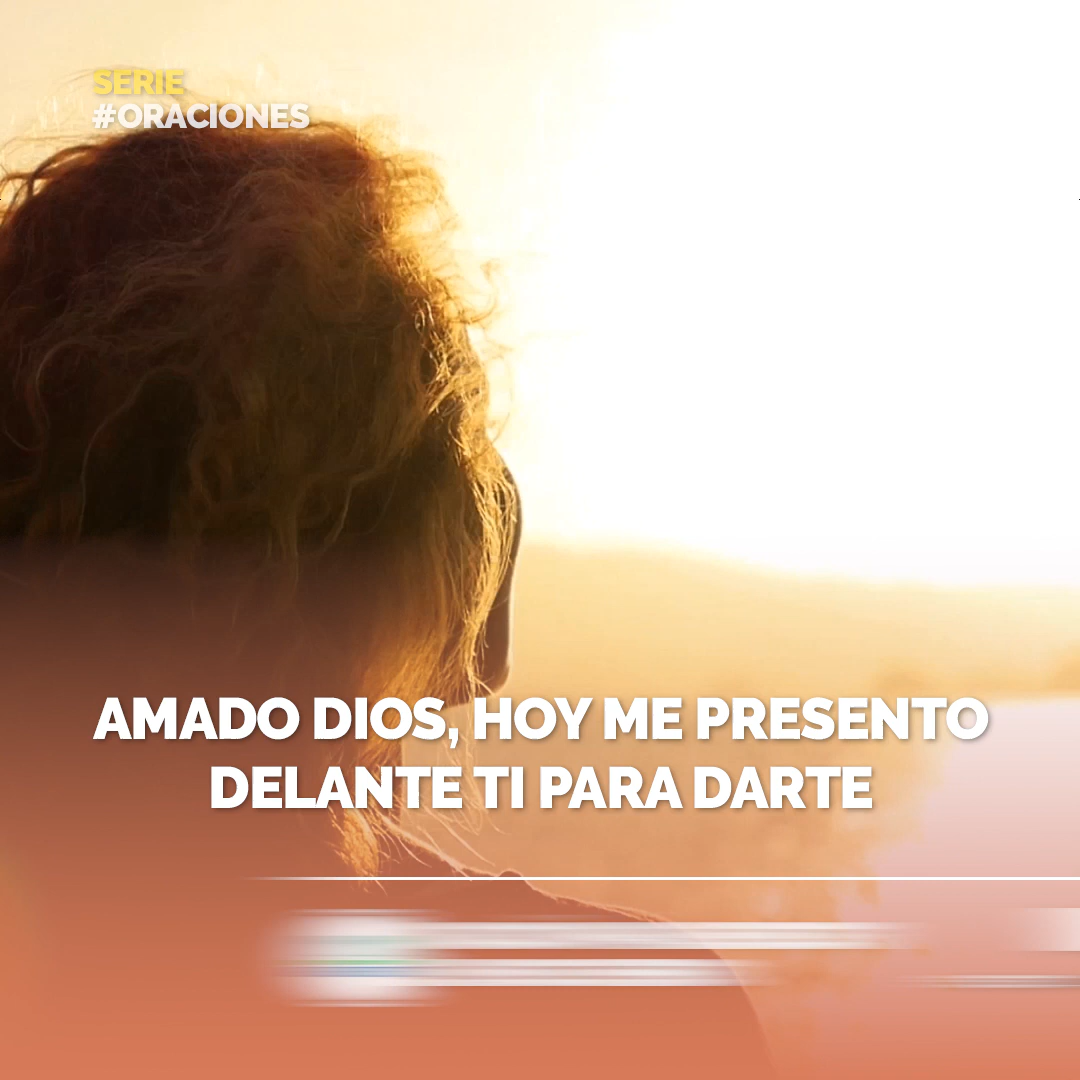 SERIE
#ORACIONES
AMADO DIOS, HOY ME PRESENTO
DELANTE TI PARA DARTE